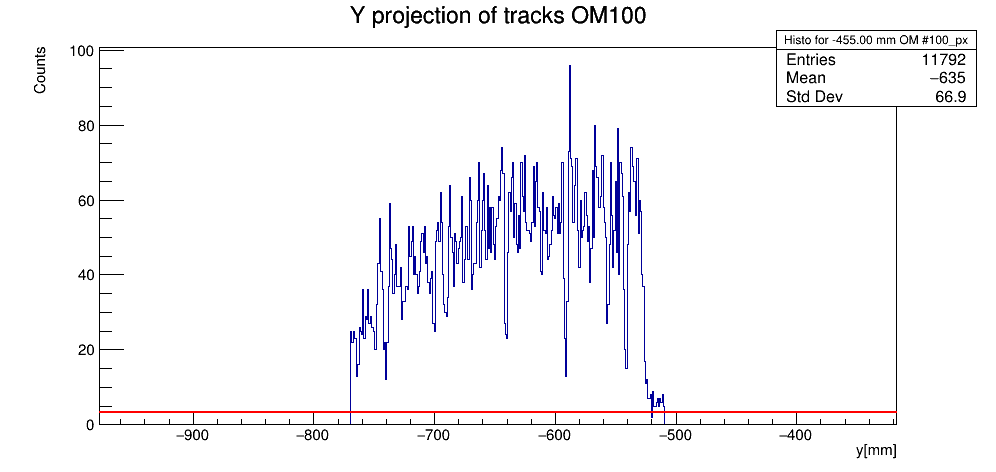 Y projection of tracks OM100
Counts
Histo for -455.00 mm OM #100_px
Entries 11792
Mean −635
Std Dev 66.9
100
80
60
40
20
0
−900 −800 −700 −600 −500 −400
y[mm]